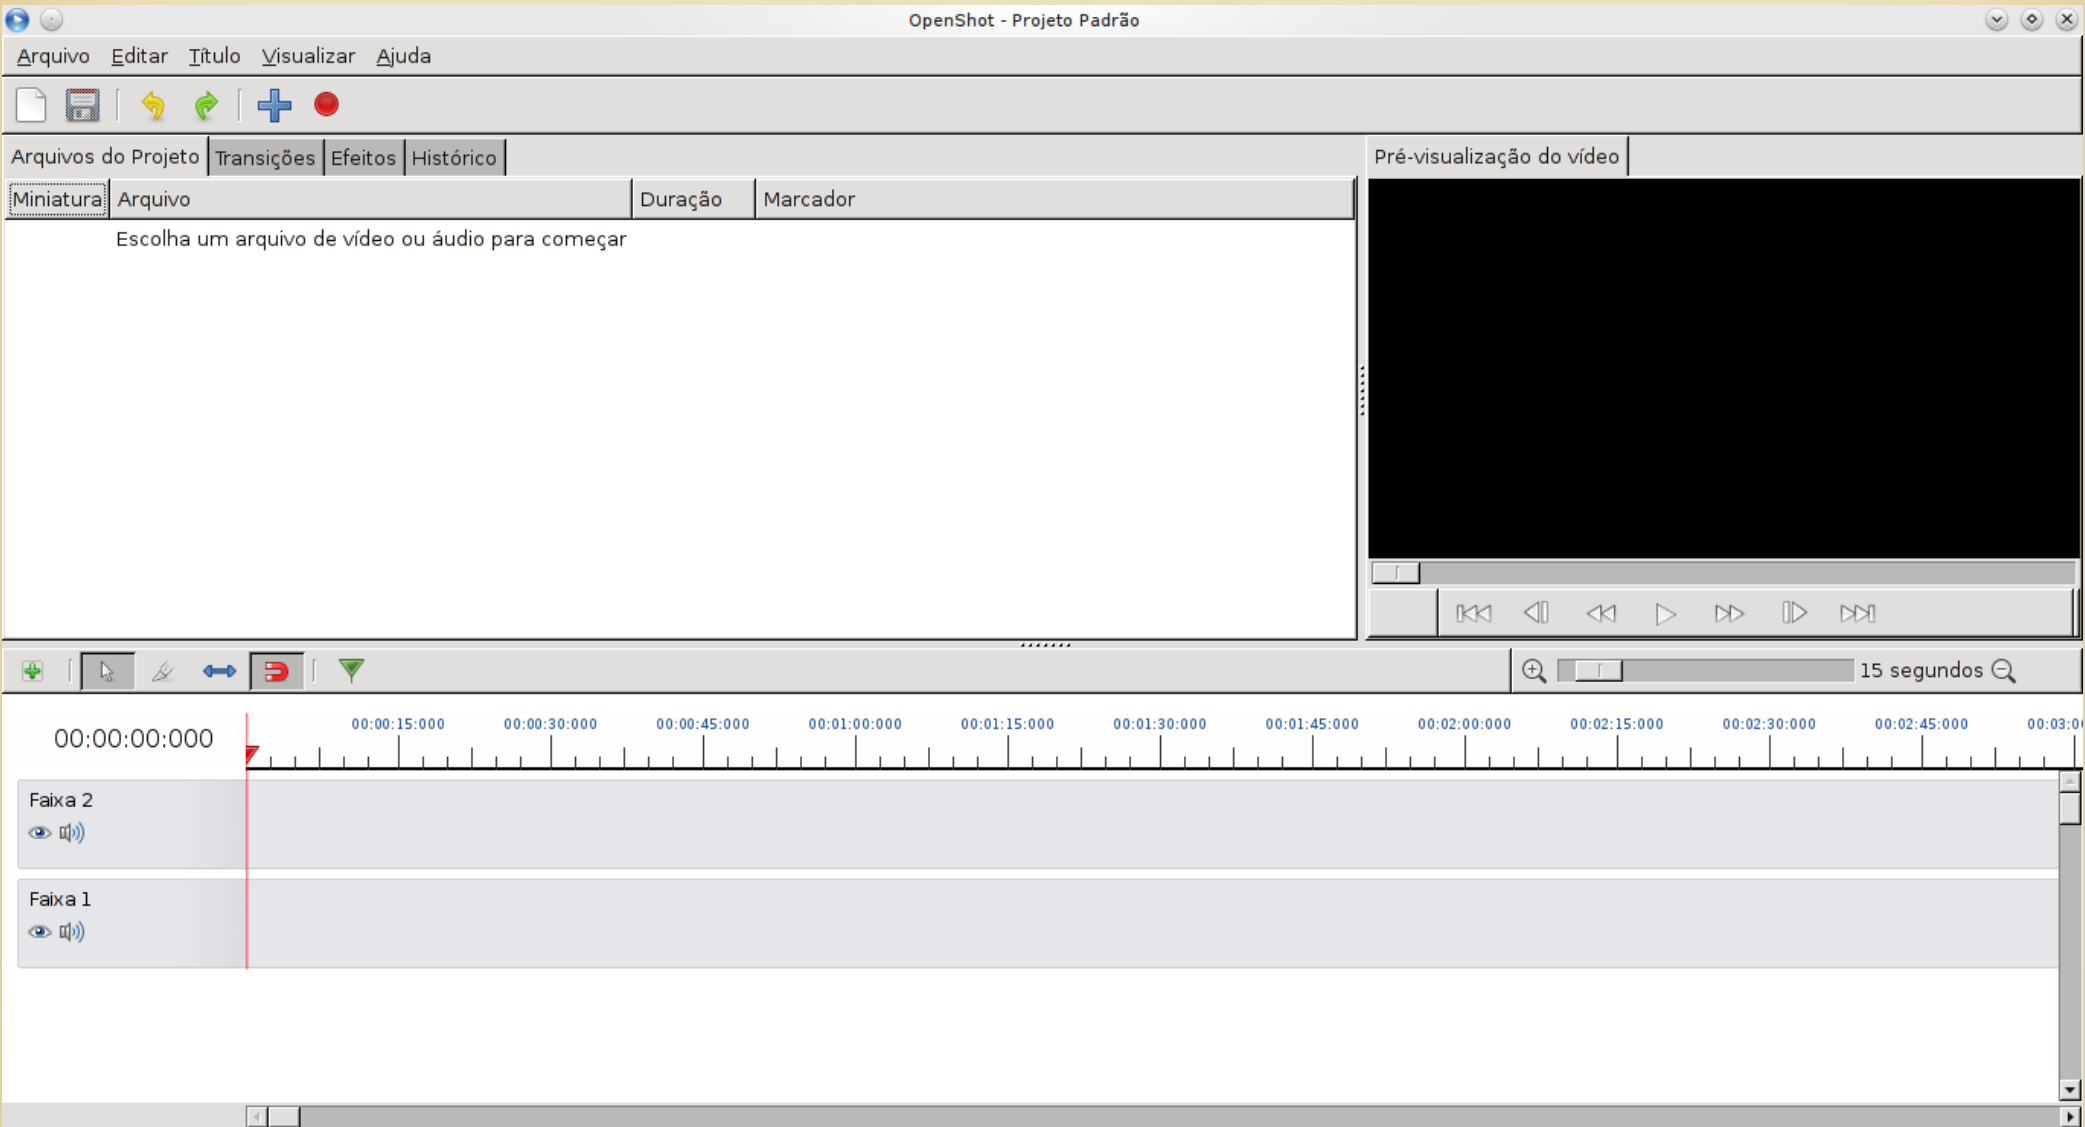 OpenShot - Projeto Padrão
Arquivo Editar Título Visualizar Ajuda
Arquivos do Projeto Transições Efeitos Histórico
Pré-visualização do vídeo
Miniatura Arquivo Duração Marcador
Escolha um arquivo de vídeo ou áudio para começar
15 segundos
00:00:00:000
00:00:15:000 00:00:30:000 00:00:45:000 00:01:00:000 00:01:15:000 00:01:30:000 00:01:45:000 00:02:00:000 00:02:15:000 00:02:30:000 00:02:45:000 00:03:0
Faixa 2
Faixa 1